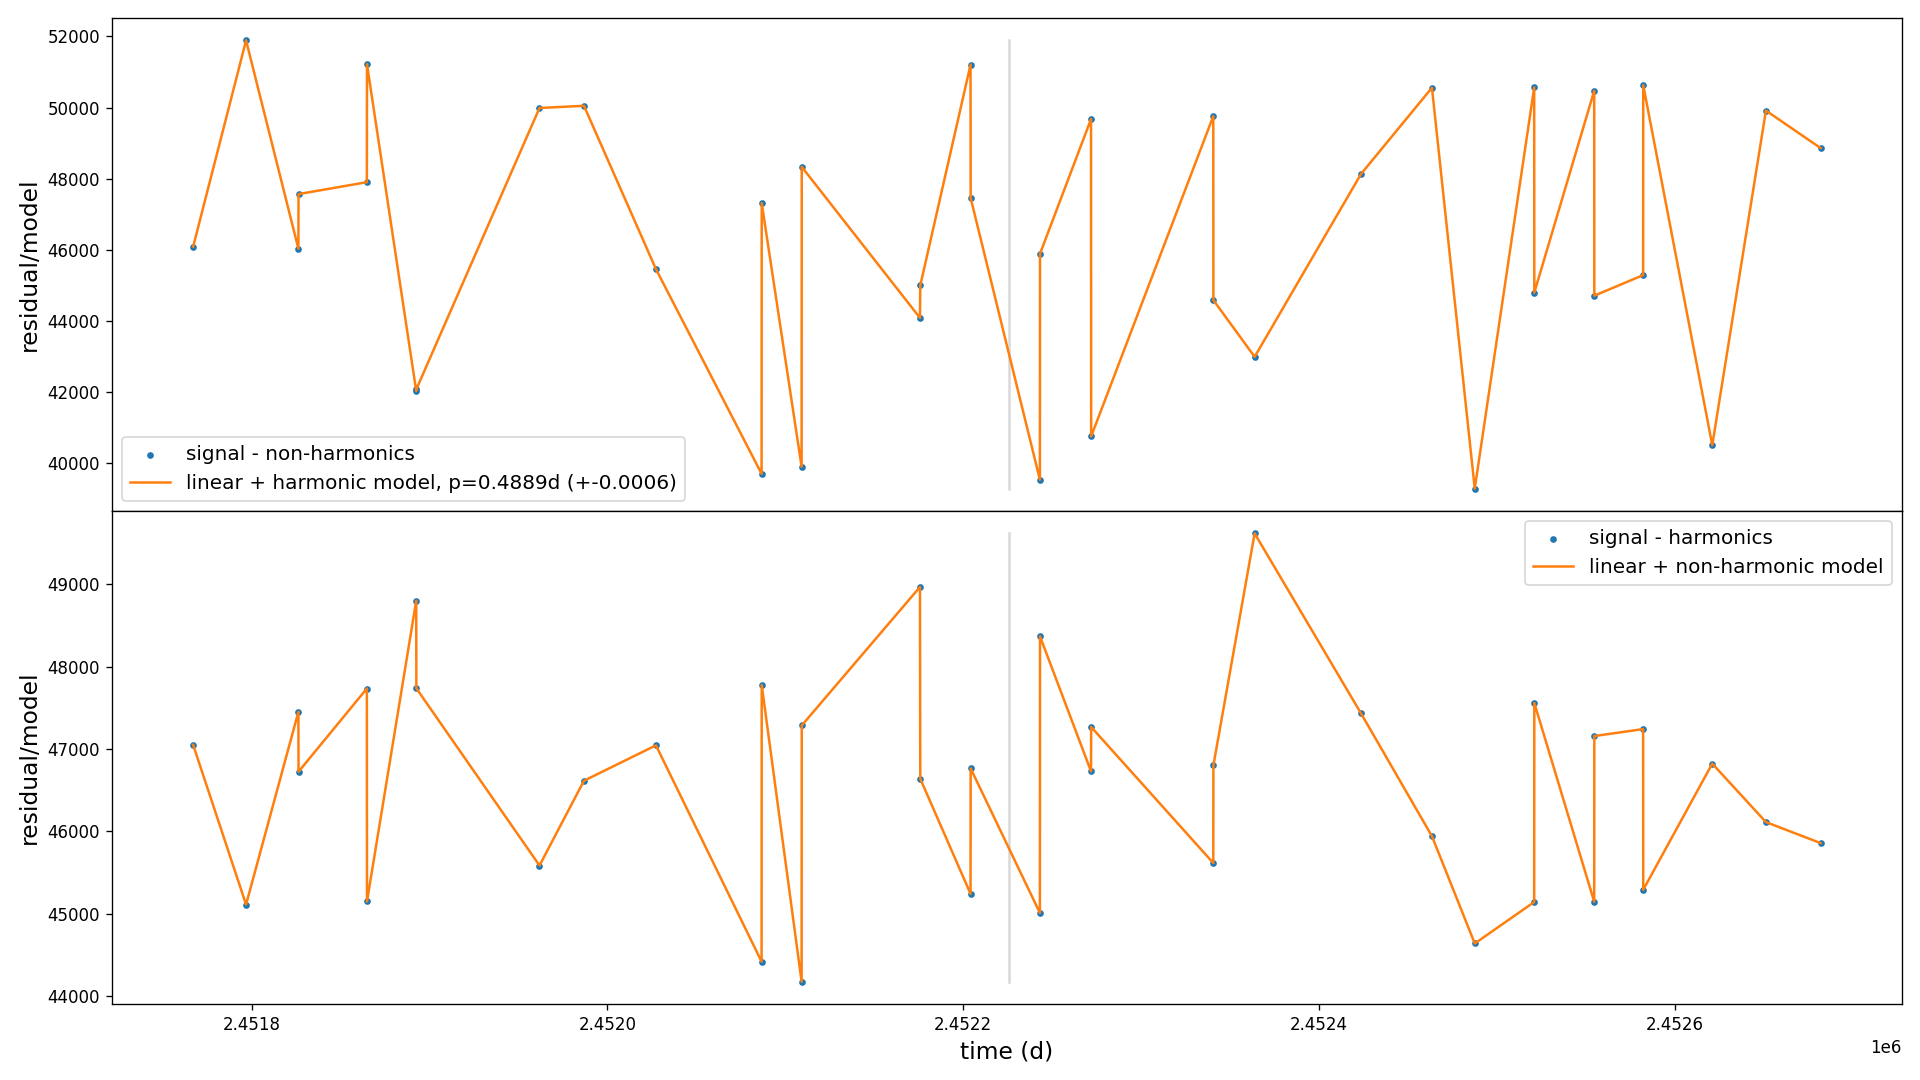 52000
50000
48000
46000
44000
42000
40000
residual/model
signal - non-harmonics
linear + harmonic model, p=0.4889d (+-0.0006)
49000
48000
47000
46000
45000
44000
residual/model
signal - harmonics
linear + non-harmonic model
2.4518 2.4520 2.4522 2.4524 2.4526
1e6
time (d)